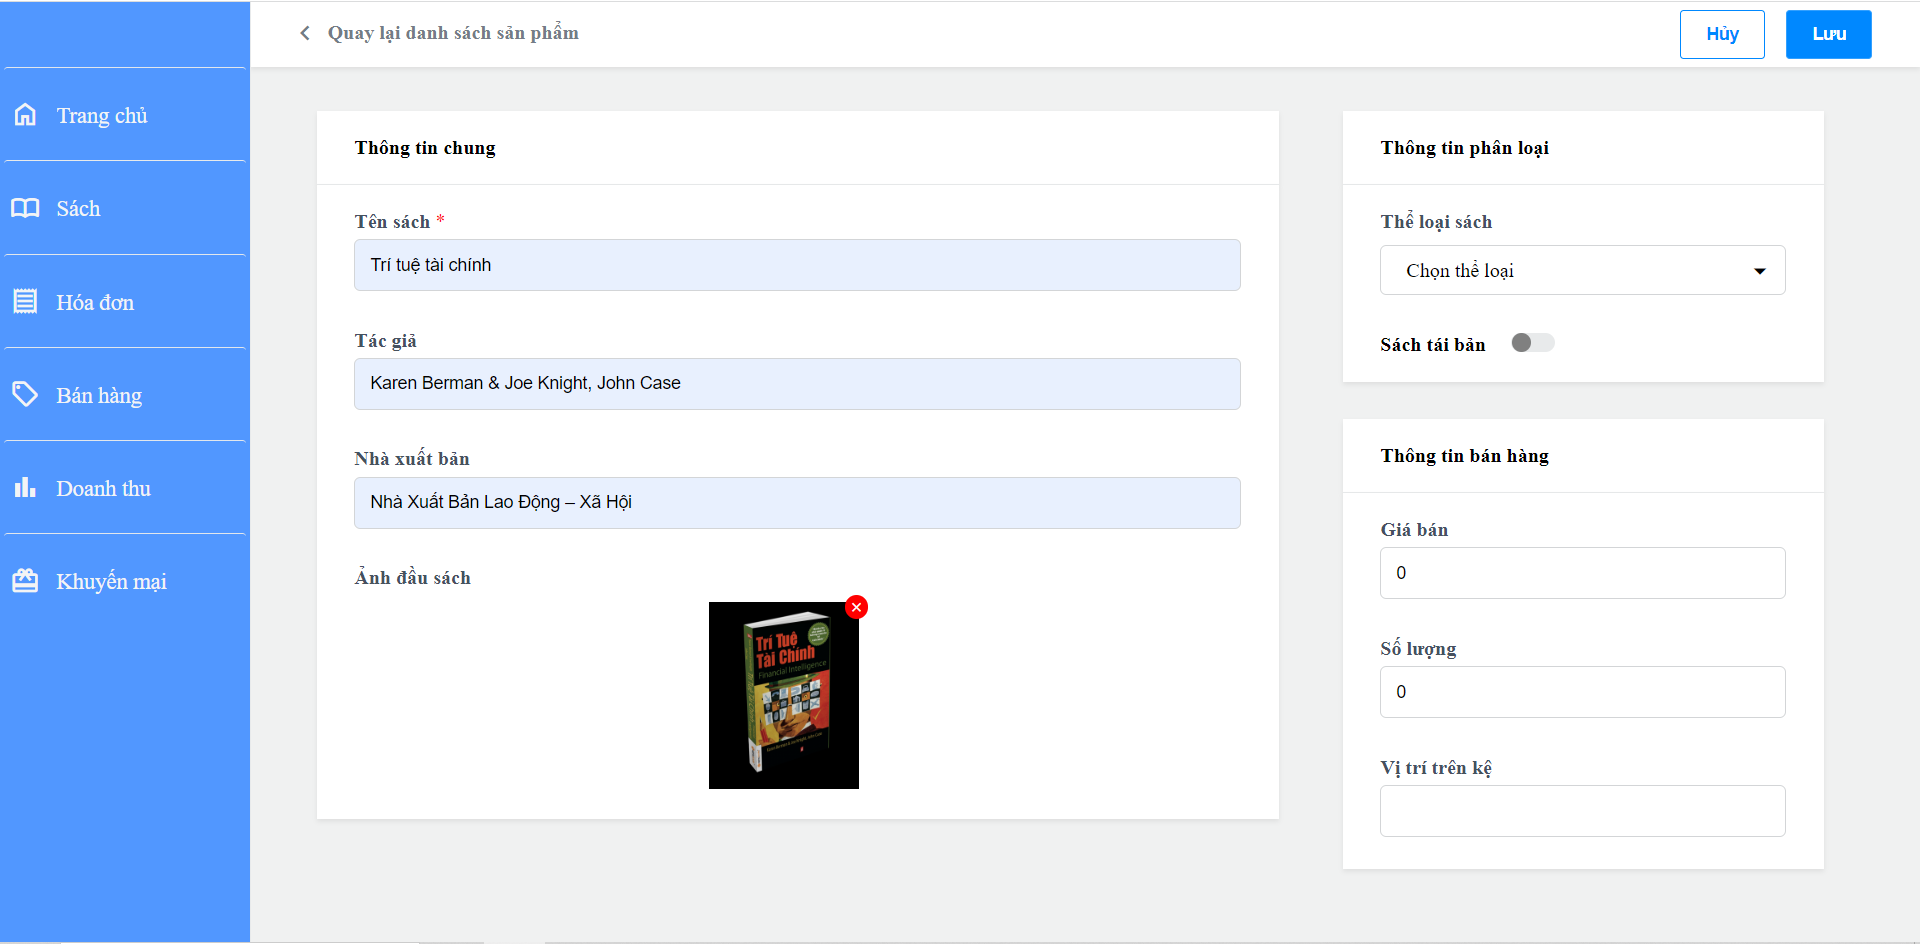 Quay lại danh sách sản phẩm
Hủy
Lưu
Trang chủ
Sách
Hóa đơn
Bán hàng
Doanh thu
Khuyến mại
Thông tin chung
Tên sách *
Trí tuệ tài chính
Tác giả
Karen Berman & Joe Knight, John Case
Nhà xuất bản
Nhà Xuất Bản Lao Động – Xã Hội
Ảnh đầu sách
Trí Tuệ
Tài Chính
Financial Intelligence
Thông tin phân loại
Thể loại sách
Chọn thể loại
Sách tái bản
Thông tin bán hàng
Giá bán
0
Số lượng
0
Vị trí trên kệ